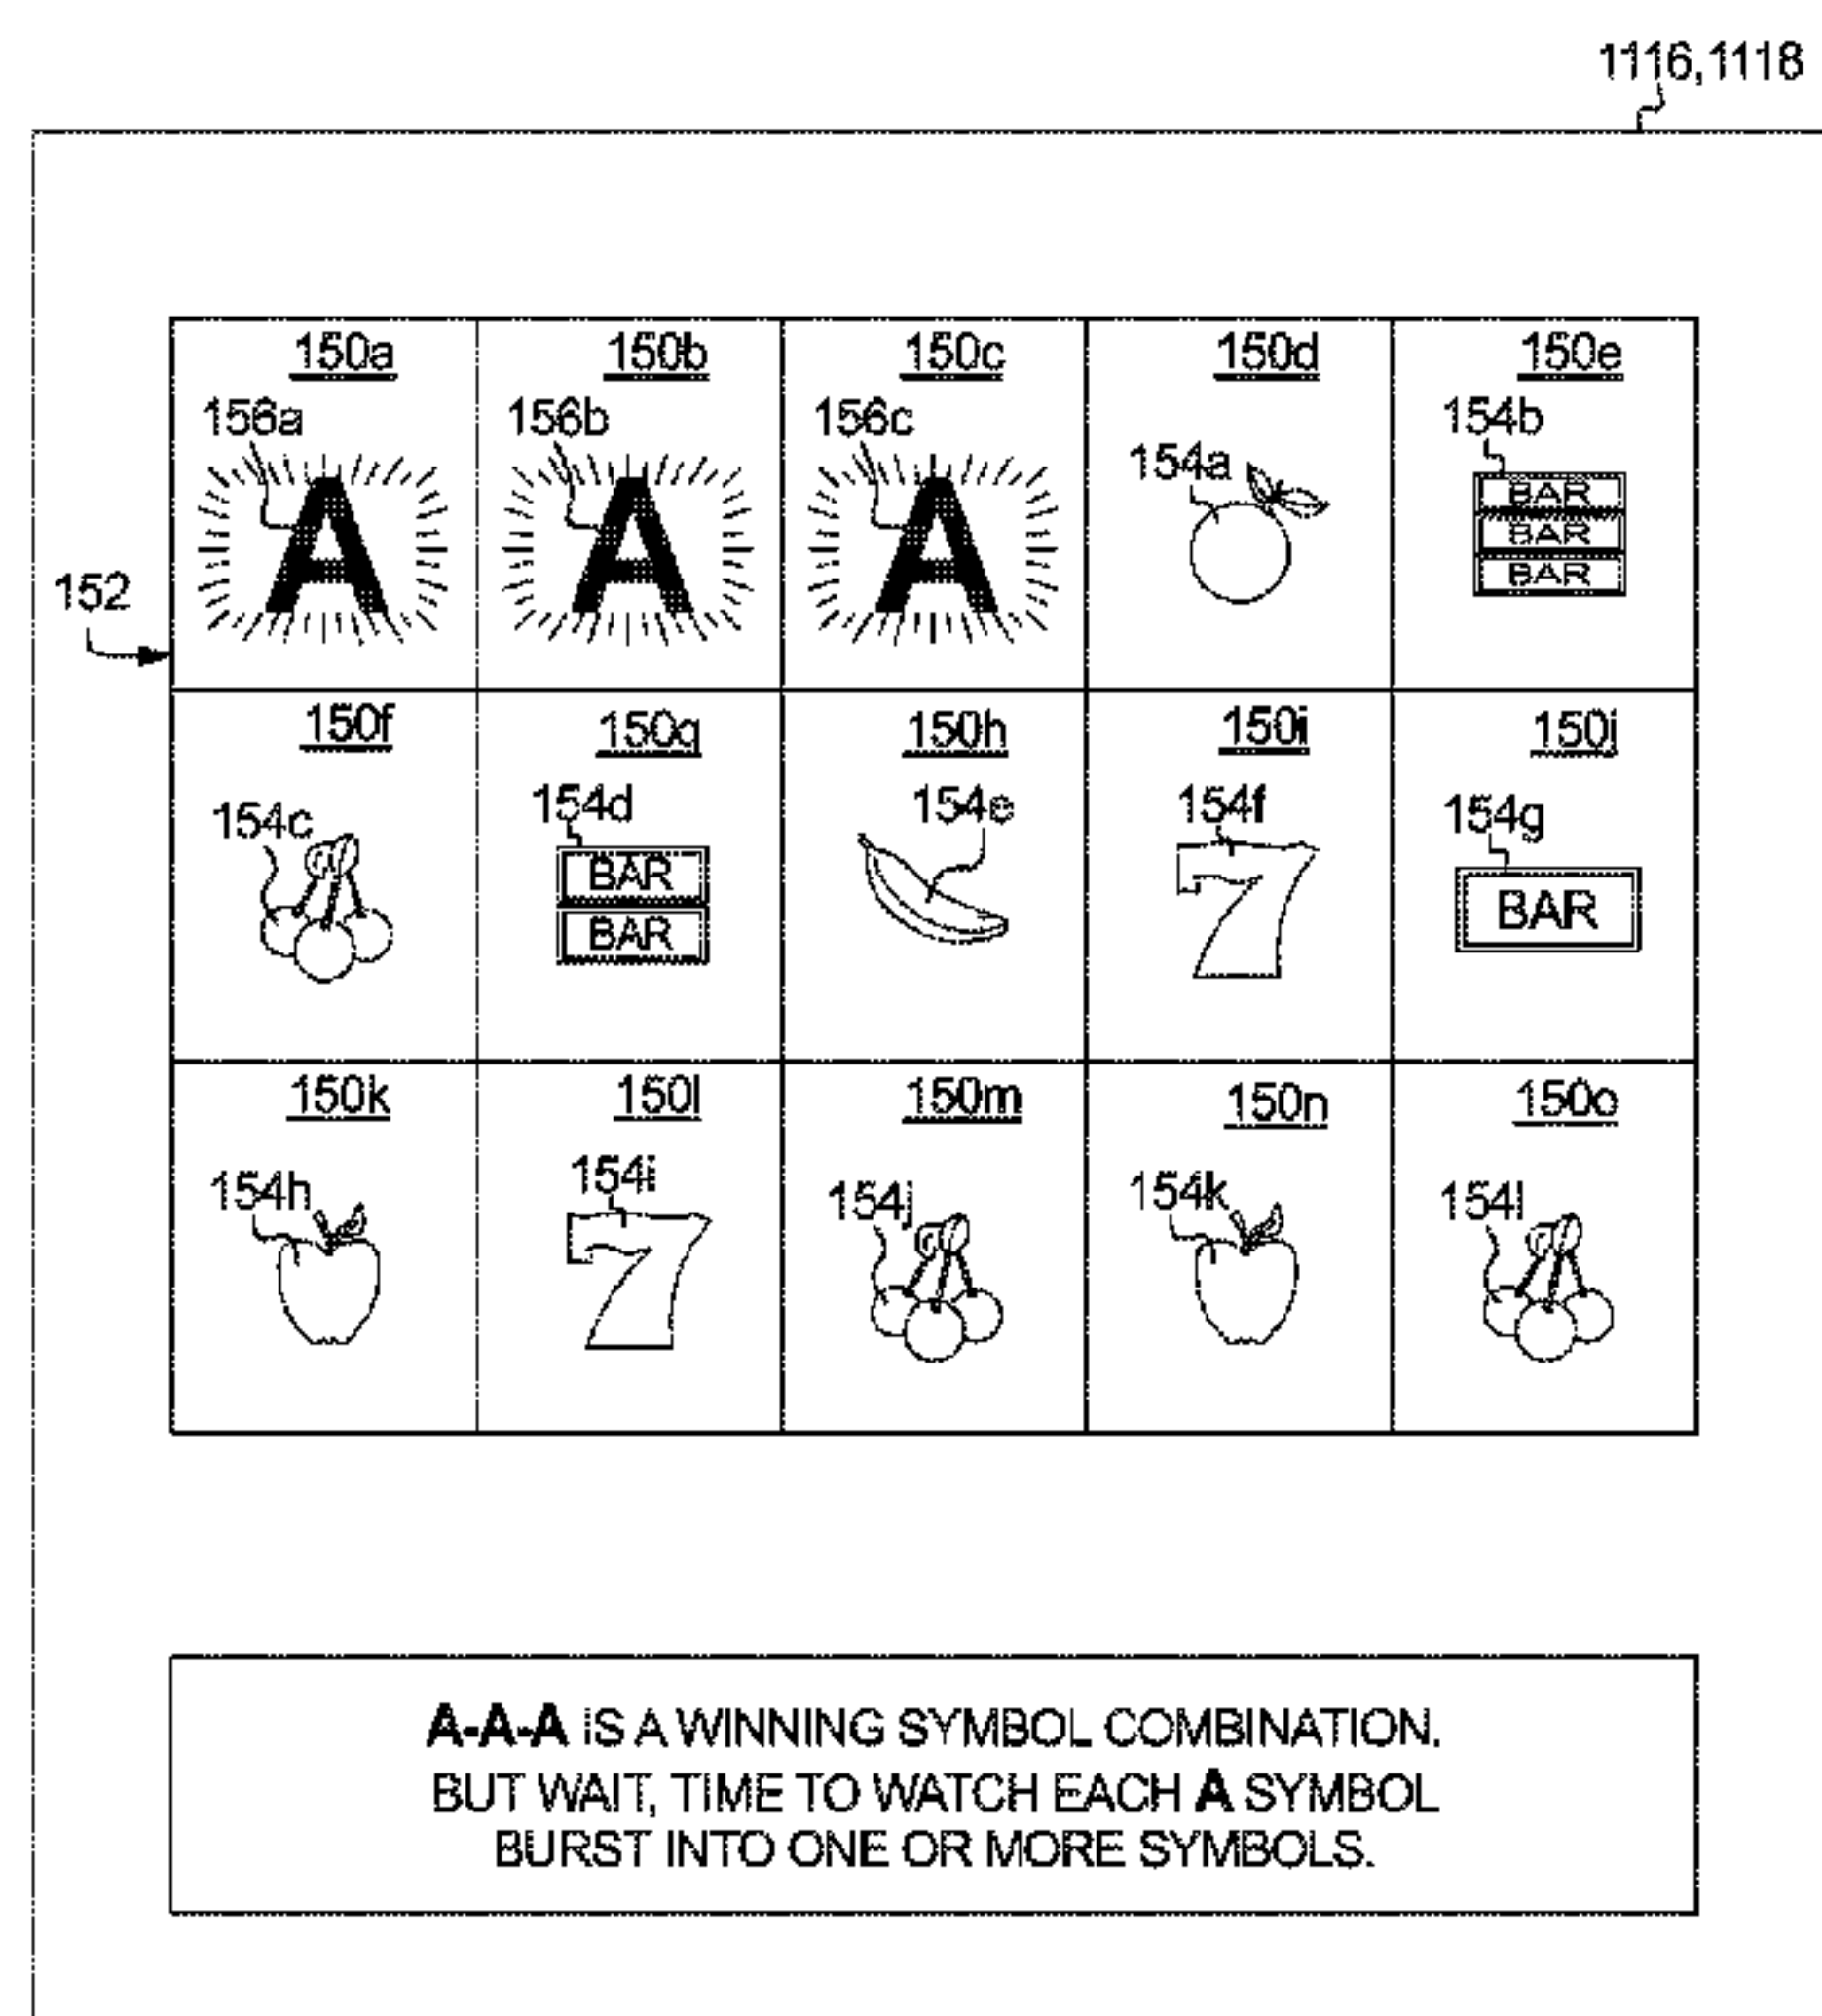 1116,1118
150a 150b 150c 150d 150e
156a 156b 156c 154a 154b
BAR
BAR
BAR
A A A
152
150f 150g 150h 150i 150j
154c 154d 154e 154f 154g
BAR
BAR
7
BAR
150k 150l 150m 150n 150o
154h 154i 154j 154k 154l
7
A-A-A IS A WINNING SYMBOL COMBINATION.
BUT WAIT, TIME TO WATCH EACH A SYMBOL
BURST INTO ONE OR MORE SYMBOLS.